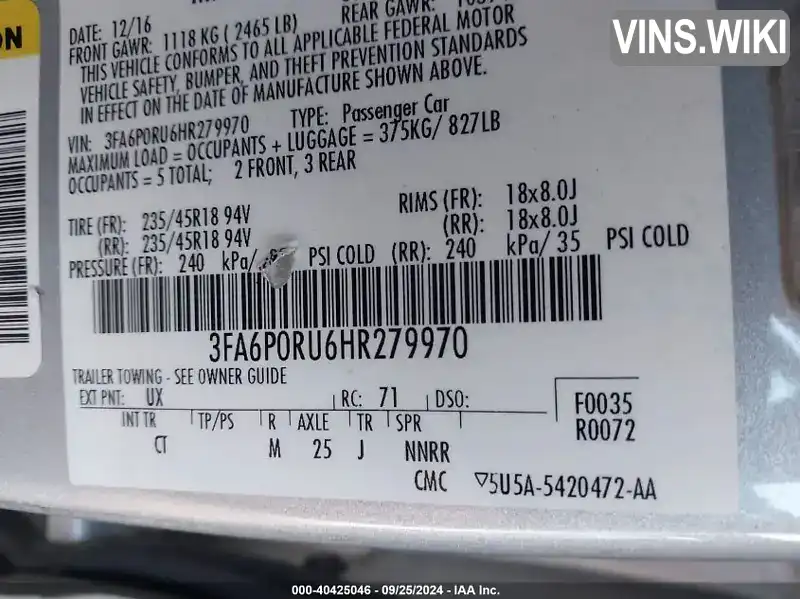 ON
VINS.WIKI
DATE: 12/16
REAR GAWR:
FRONT GAWR: 1118 KG ( 2465 LB)
THIS VEHICLE CONFORMS TO ALL APPLICABLE FEDERAL MOTOR
VEHICLE SAFETY, BUMPER, AND THEFT PREVENTION STANDARDS
IN EFFECT ON THE DATE OF MANUFACTURE SHOWN ABOVE.
VIN: 3FA6P0RU6HR279970 TYPE: Passenger Car
MAXIMUM LOAD = OCCUPANTS + LUGGAGE = 375KG/ 827LB
OCCUPANTS = 5 TOTAL; 2 FRONT, 3 REAR
TIRE (FR): 235/45R18 94V RIMS (FR): 18x8.0J
(RR): 235/45R18 94V (RR): 18x8.0J
PRESSURE (FR): 240 kPa/ PSI COLD (RR): 240 kPa/ 35 PSI COLD
3FA6P0RU6HR279970
TRAILER TOWING - SEE OWNER GUIDE
EXT PNT: UX RC: 71 DSO:
INT TR TP/PS R AXLE TR SPR
CT M 25 J NNRR
F0035
R0072
CMC ▽5U5A-5420472-AA
000-40425046 - 09/25/2024 - IAA Inc.